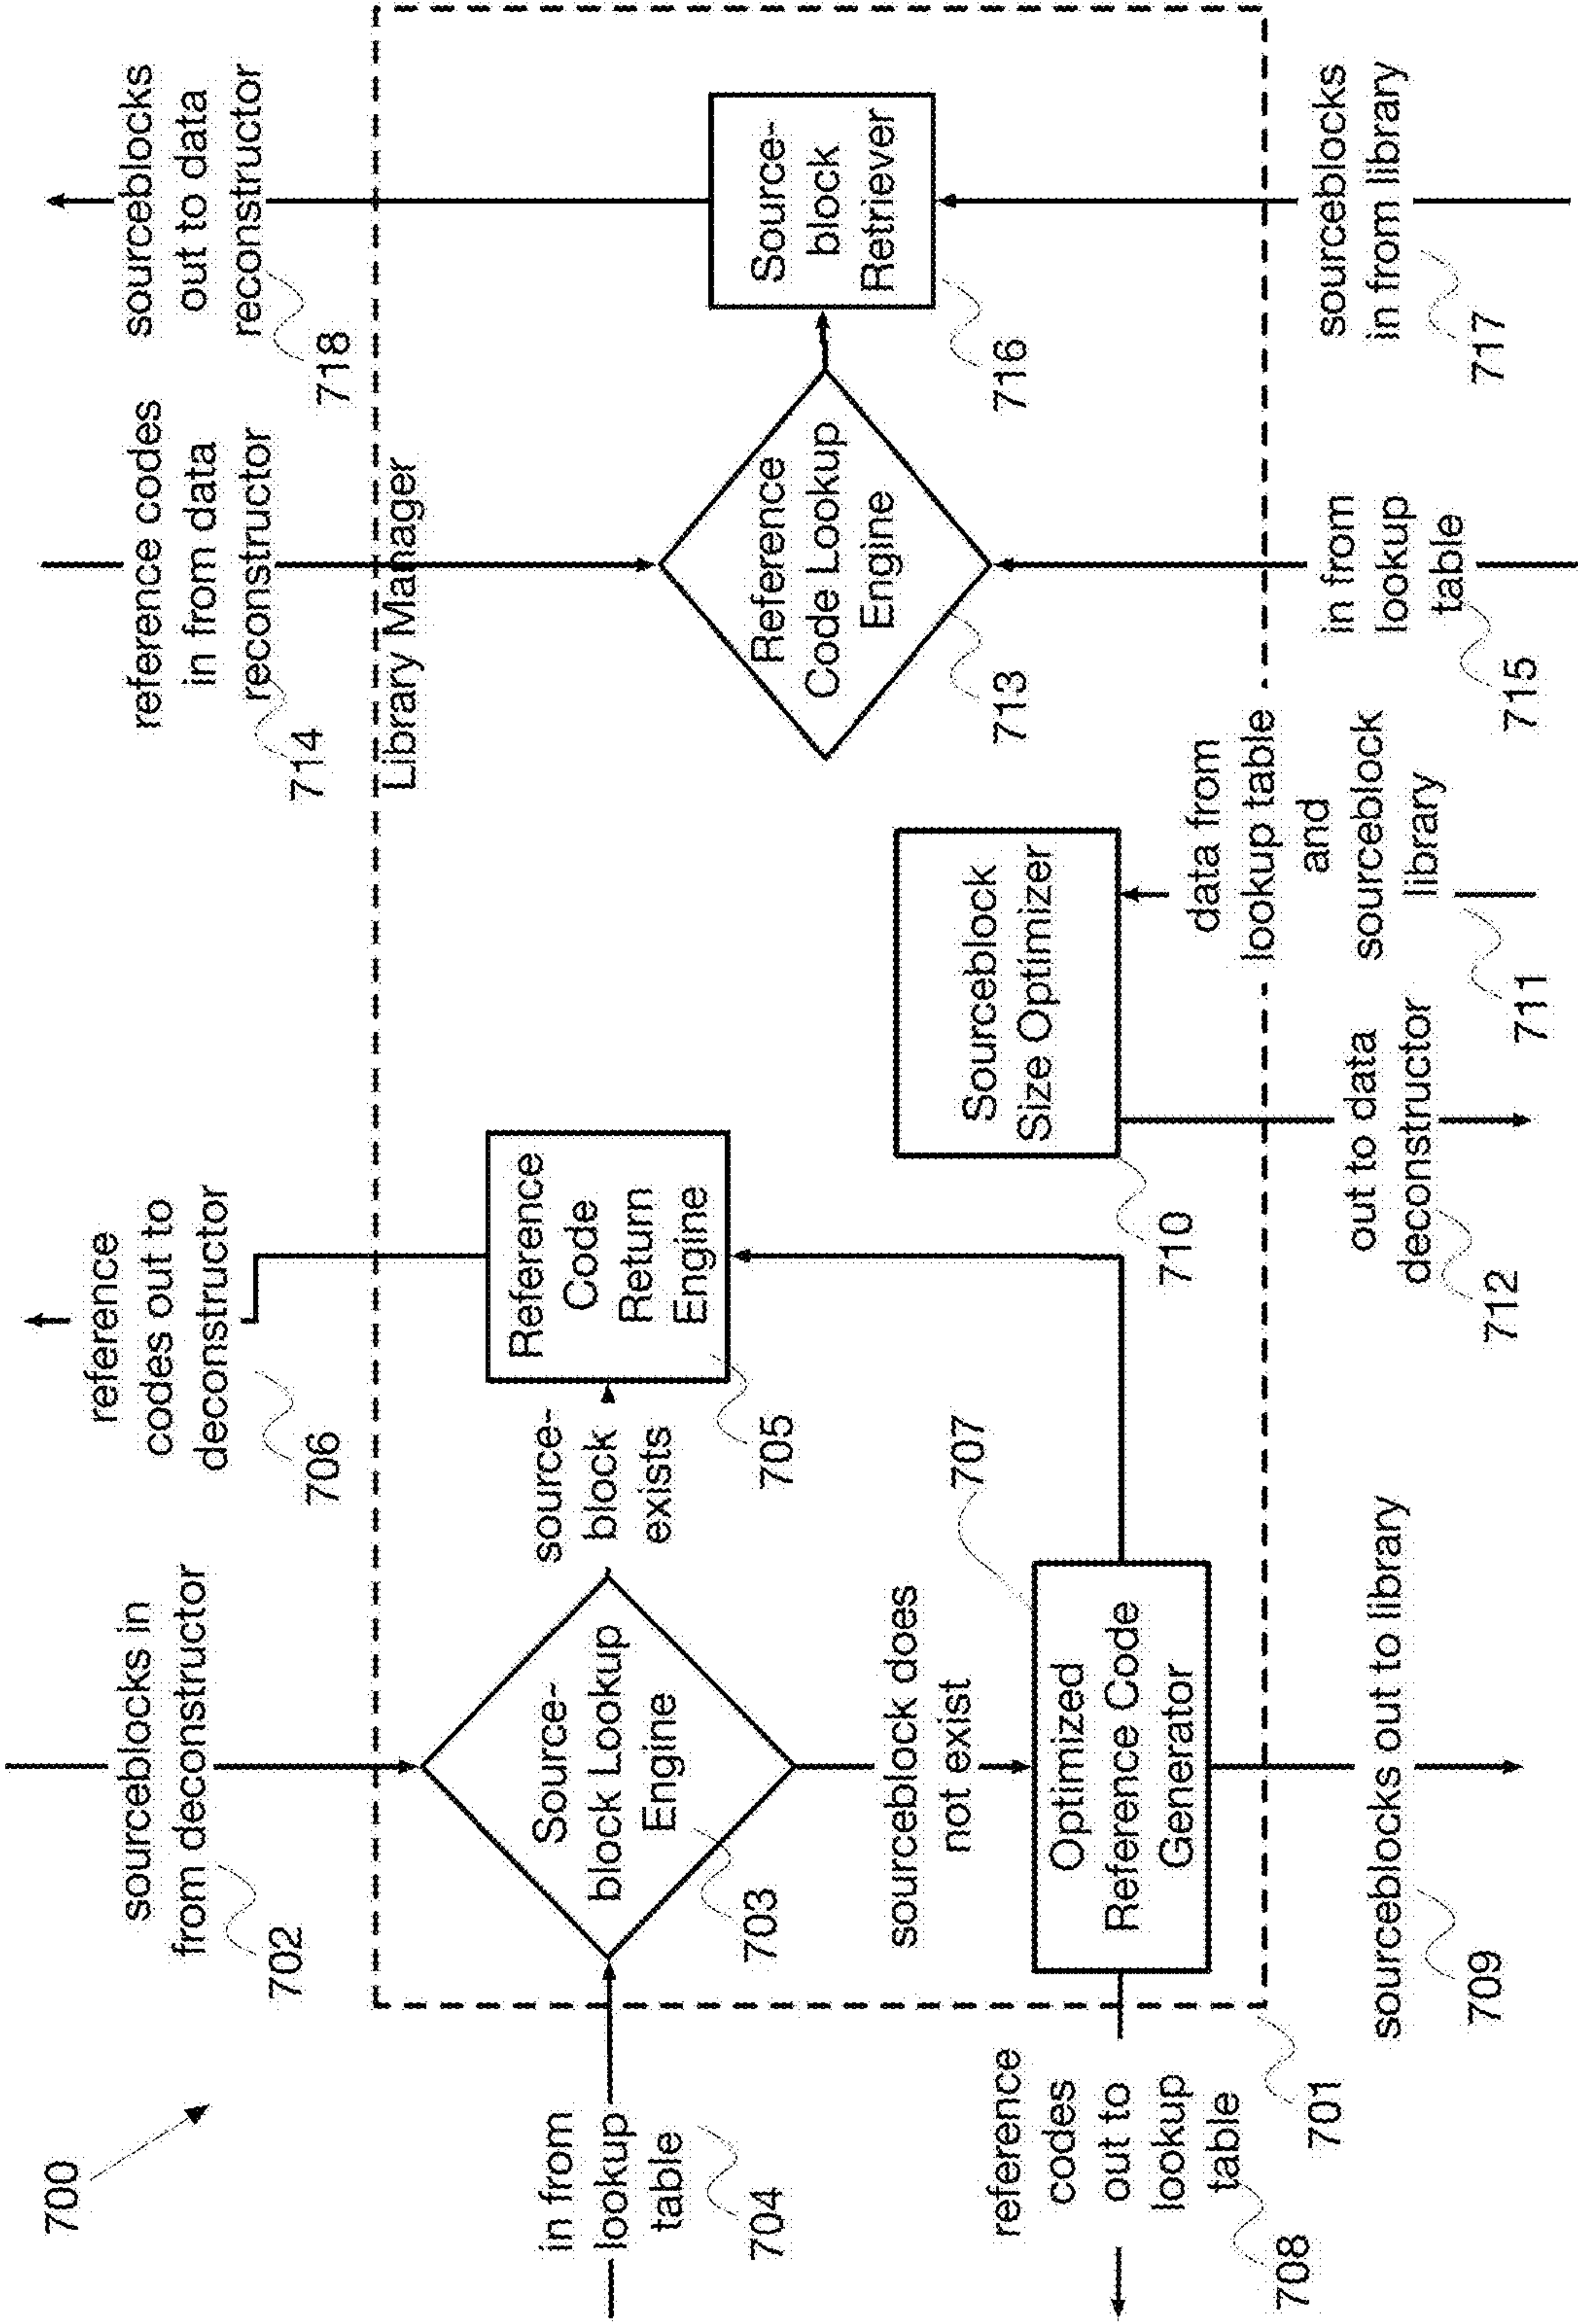 700
sourceblocks in
from deconstructor
702
reference
codes out to
deconstructor
706
reference codes
in from data
reconstructor
714
sourceblocks
out to data
reconstructor
718
Library Manager
in from
lookup
table
704
Source-
block Lookup
Engine
703
source-
block
exists
Reference
Code
Return
Engine
705
sourceblock does
not exist
707
Optimized
Reference Code
Generator
reference
codes
out to
lookup
table
708
701
sourceblocks out to library
709
Sourceblock
Size Optimizer
710
out to data
deconstructor
712
data from
lookup table
and
sourceblock
library
711
Reference
Code Lookup
Engine
713
in from
lookup
table
715
Source-
block
Retriever
716
sourceblocks
in from library
717